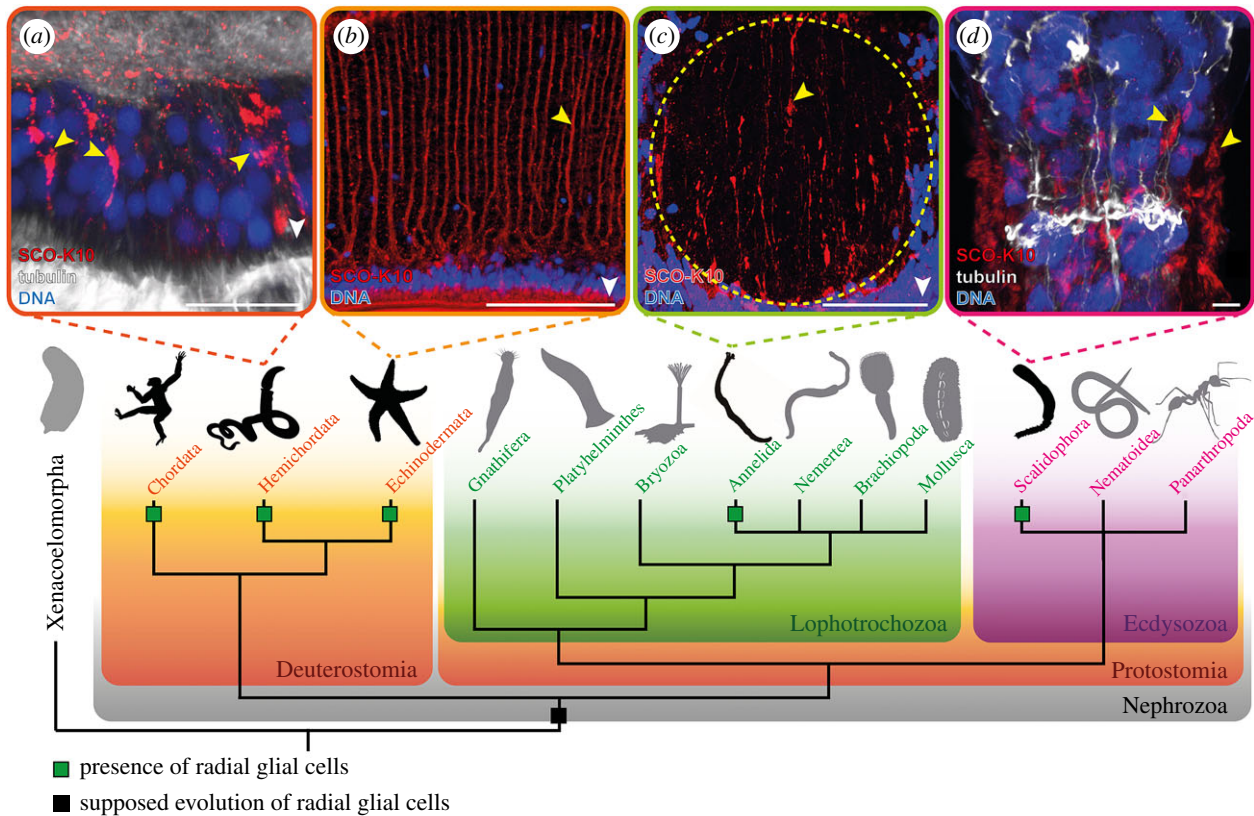 (a)
SCO-K10
tubulin
DNA
(b)
SCO-K10
DNA
(c)
SCO-K10
DNA
(d)
SCO-K10
tubulin
DNA
Xenacoelomorpha
Chordata
Hemichordata
Echinodermata
Gnathifera
Platyhelminthes
Bryozoa
Annelida
Nemertea
Brachiopoda
Mollusca
Scalidophora
Nematoidea
Panarthropoda
Lophotrochozoa
Ecdysozoa
Deuterostomia
Protostomia
Nephrozoa
presence of radial glial cells
supposed evolution of radial glial cells